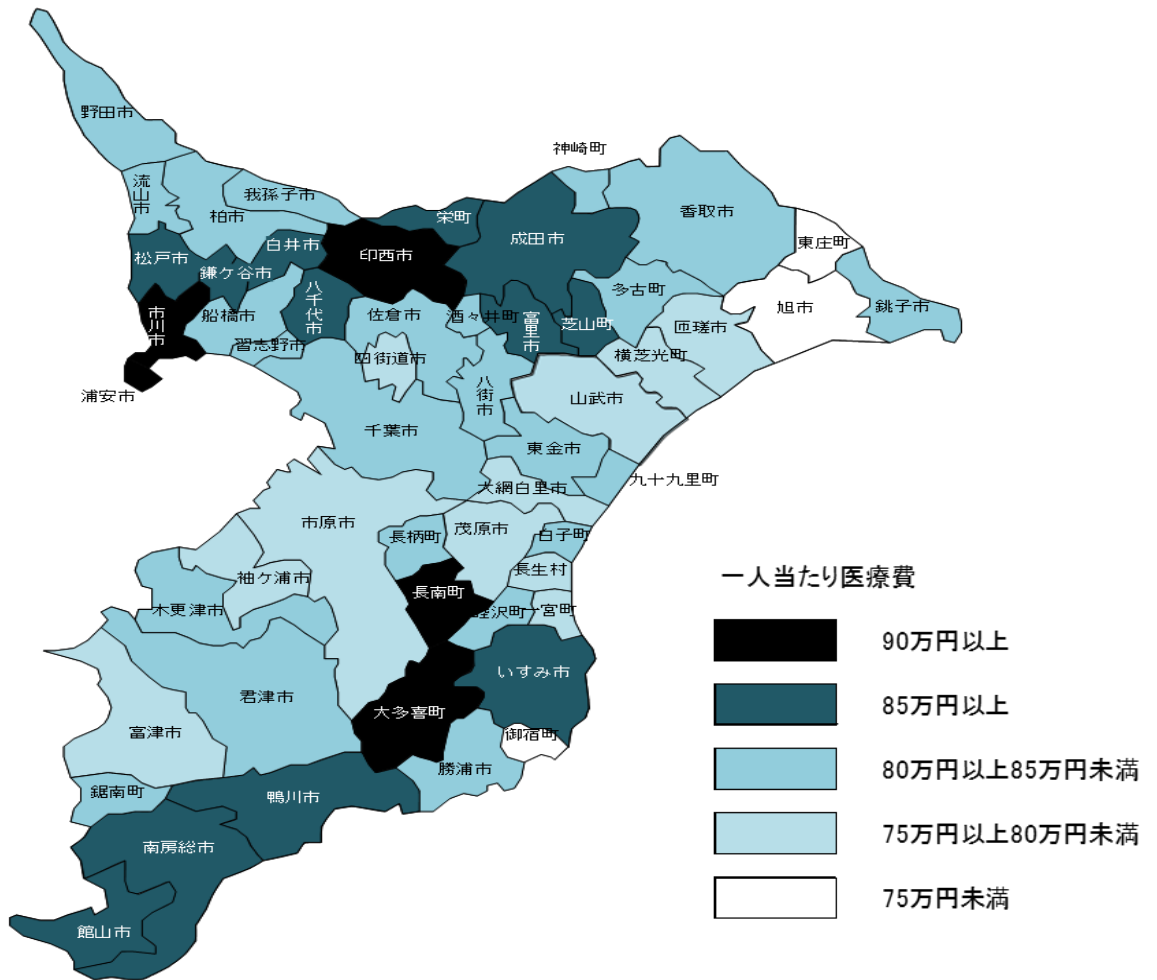 野田市
神崎町
流山市
柏市
我孫子市
香取市
栄町
成田市
東庄町
松戸市
鎌ケ谷市
白井市
印西市
多古町
旭市
銚子市
市川市
船橋市
八千代市
佐倉市
酒々井町
富里市
芝山町
匝瑳市
習志野市
四街道市
横芝光町
浦安市
八街市
山武市
千葉市
東金市
九十九里町
大網白里市
市原市
長柄町
茂原市
白子町
袖ケ浦市
長生村
木更津市
長南町
睦沢町
一宮町
いすみ市
君津市
大多喜町
富津市
御宿町
勝浦市
鋸南町
鴨川市
南房総市
館山市
一人当たり医療費
90万円以上
85万円以上
80万円以上85万円未満
75万円以上80万円未満
75万円未満